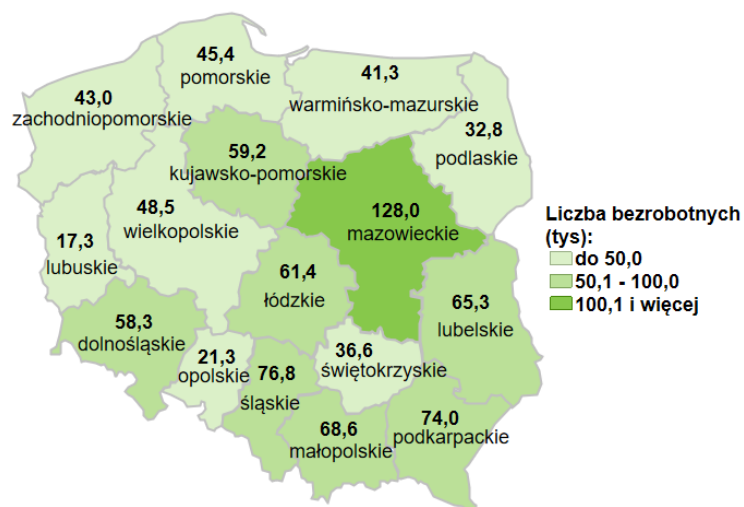 45,4
pomorskie
41,3
warmińsko-mazurskie
43,0
zachodniopomorskie
32,8
podlaskie
59,2
kujawsko-pomorskie
128,0
mazowieckie
48,5
wielkopolskie
17,3
lubuskie
61,4
łódzkie
65,3
lubelskie
58,3
dolnośląskie
21,3
opolskie
76,8
śląskie
36,6
świętokrzyskie
68,6
małopolskie
74,0
podkarpackie
Liczba bezrobotnych
(tys):
do 50,0
50,1 - 100,0
100,1 i więcej